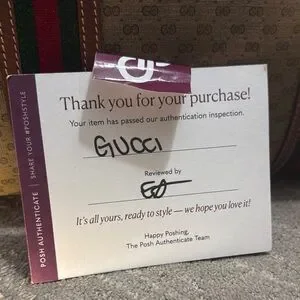 Thank you for your purchase!
Your item has passed our authentication inspection.
GUCCI
Reviewed by
It's all yours, ready to style — we hope you love it!
Happy Poshing,
The Posh Authenticate Team
POSH AUTHENTICATE | SHARE YOUR #POSHSTYLE